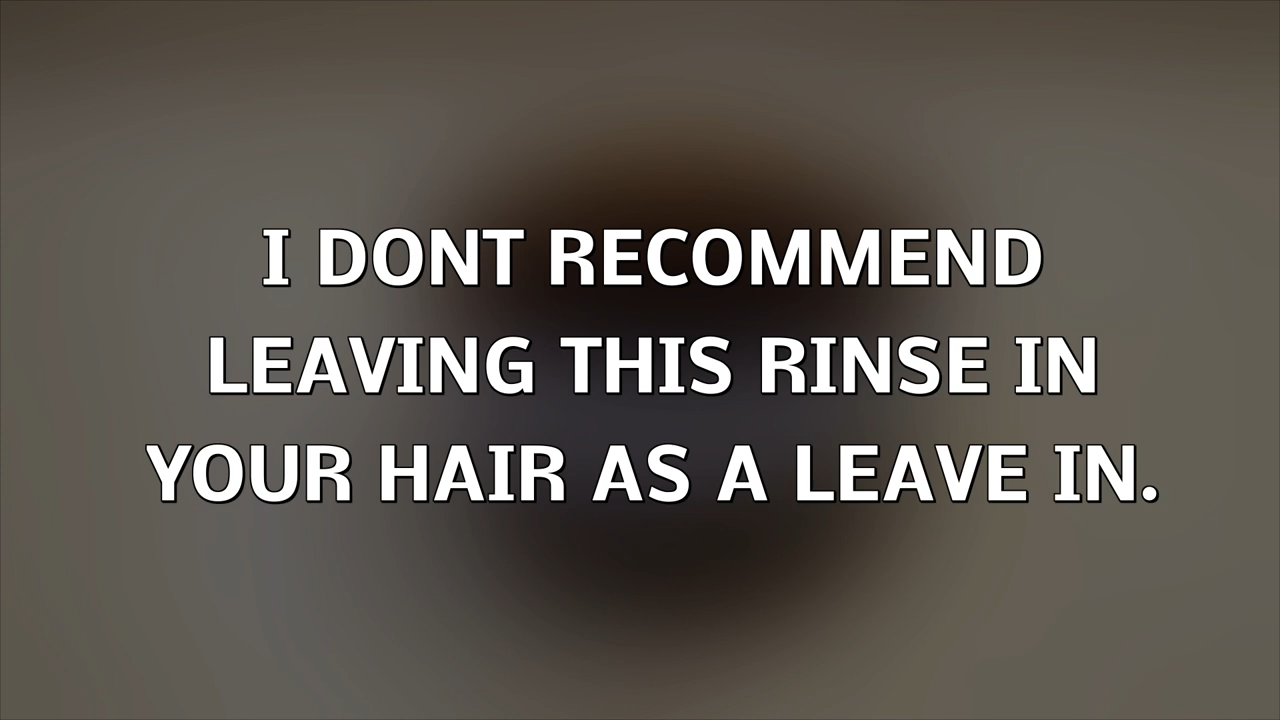 I DONT RECOMMEND
LEAVING THIS RINSE IN
YOUR HAIR AS A LEAVE IN.